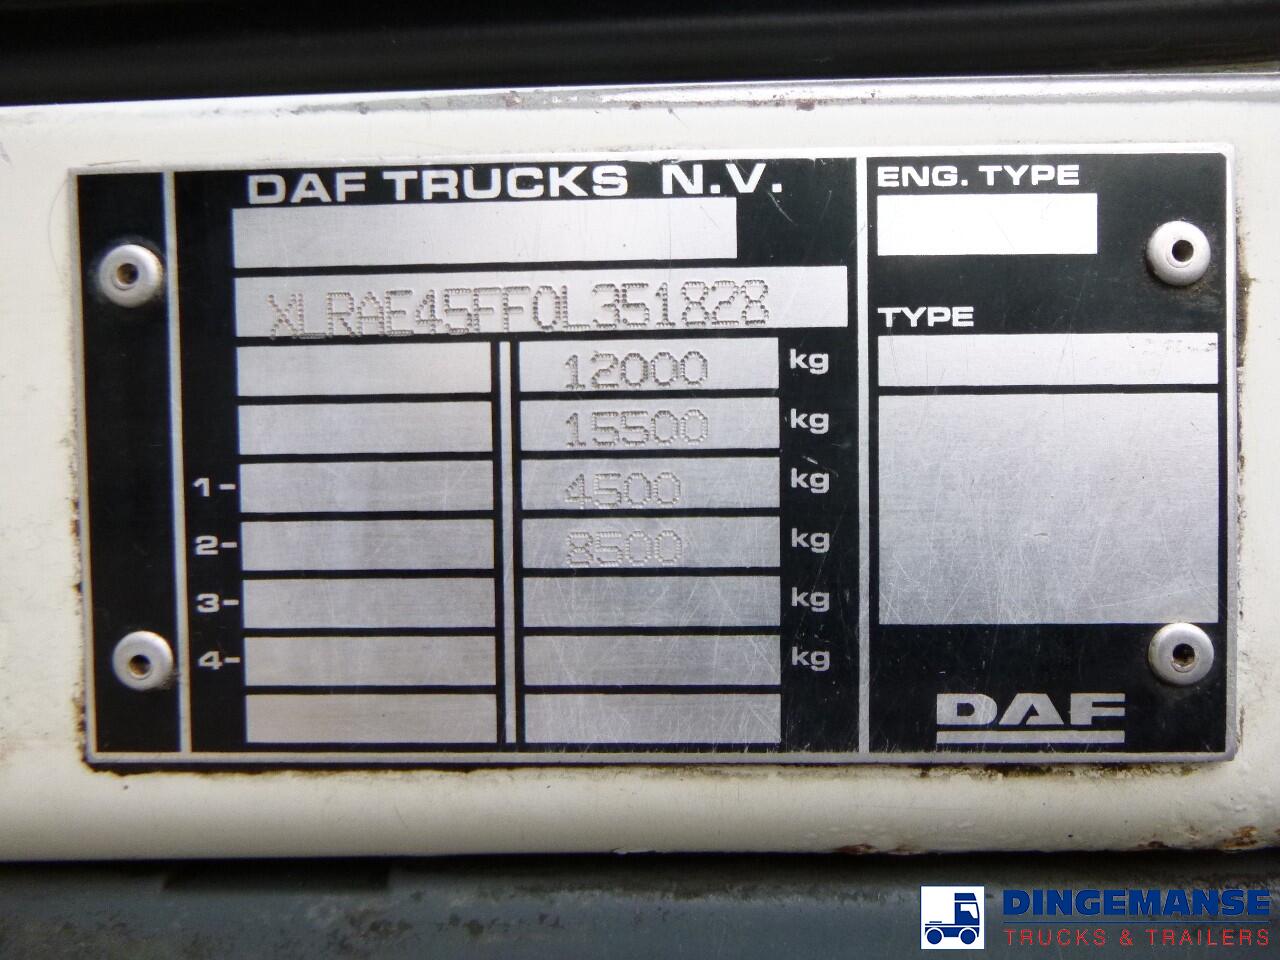 DAF TRUCKS N.V.
XLRAE45FF0L351828
12000 kg
15500 kg
1- 4500 kg
2- 8500 kg
3- kg
4- kg
ENG. TYPE
TYPE
DAF
DINGEMANSE
TRUCKS & TRAILERS